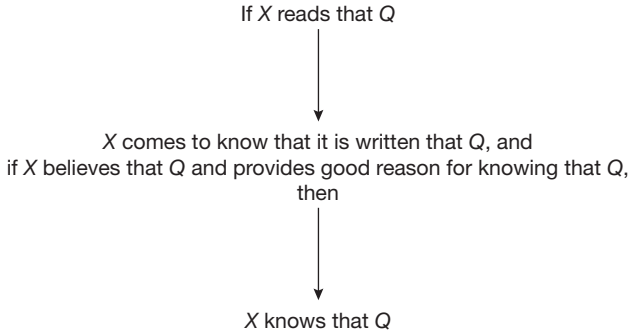 If X reads that Q
X comes to know that it is written that Q, and
if X believes that Q and provides good reason for knowing that Q,
then
X knows that Q